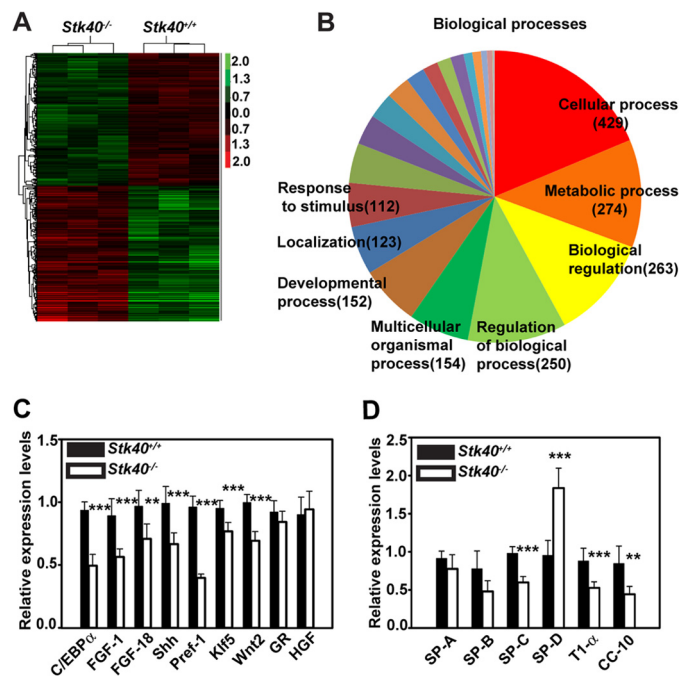 A
Stk40-/-
Stk40+/+
2.0
1.3
0.7
0.0
0.7
1.3
2.0
B
Biological processes
Cellular process
(429)
Metabolic process
(274)
Biological
regulation(263)
Regulation
of biological
process(250)
Multicellular
organismal
process(154)
Developmental
process(152)
Localization(123)
Response
to stimulus(112)
C
Relative expression levels
1.5
1.0
0.5
0.0
Stk40+/+
Stk40-/-
***
***
**
***
***
***
***
C/EBPα
FGF-1
FGF-18
Shh
Pref-1
Klf5
Wnt2
GR
HGF
D
Relative expression levels
2.5
2.0
1.5
1.0
0.5
0.0
Stk40+/+
Stk40-/-
***
***
***
**
SP-A
SP-B
SP-C
SP-D
T1-α
CC-10